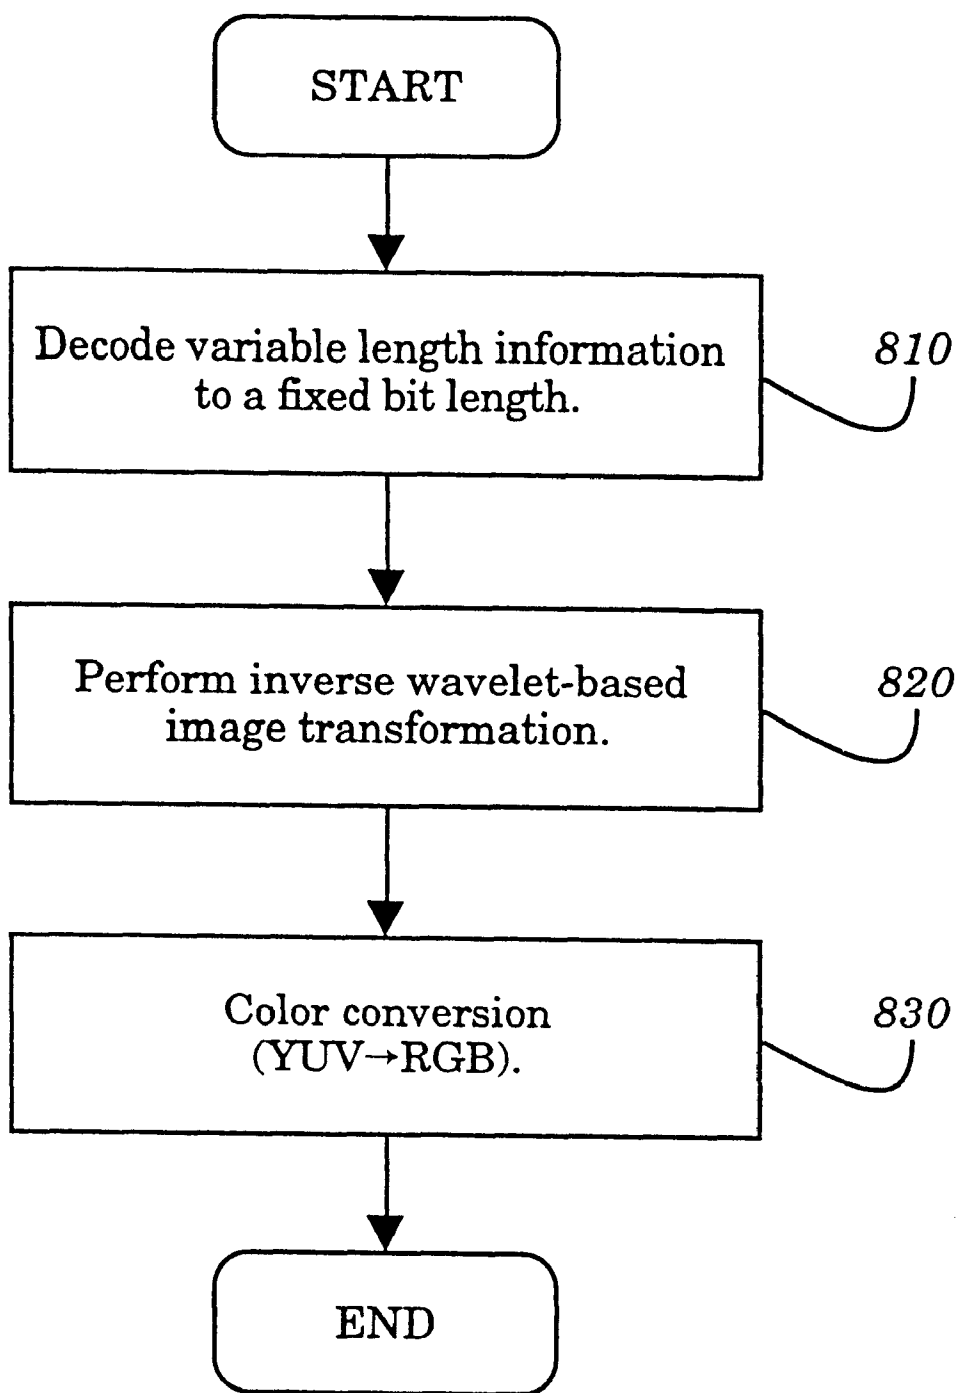 START
Decode variable length information
to a fixed bit length.
810
Perform inverse wavelet-based
image transformation.
820
Color conversion
(YUV→RGB).
830
END